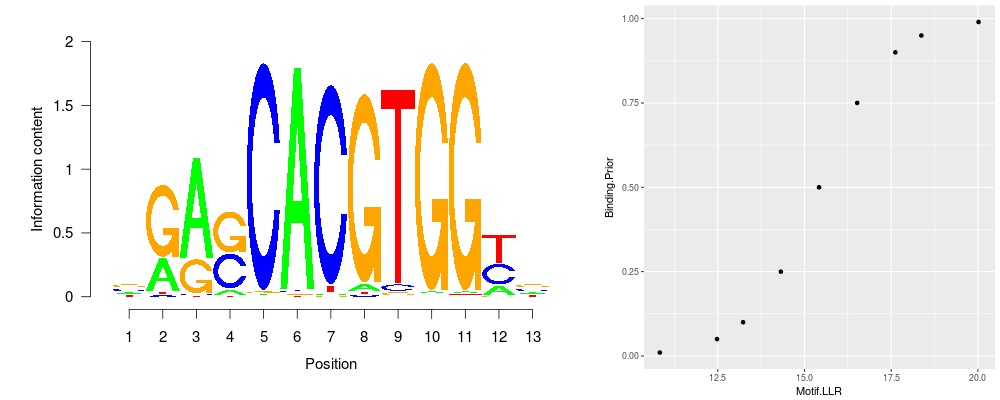 2
1.5
1
0.5
0
Information content
1 2 3 4 5 6 7 8 9 10 11 12 13
Position
G A G C A C G T G G T
A G C C
A
1.00
0.75
0.50
0.25
0.00
Binding.Prior
12.5 15.0 17.5 20.0
Motif.LLR